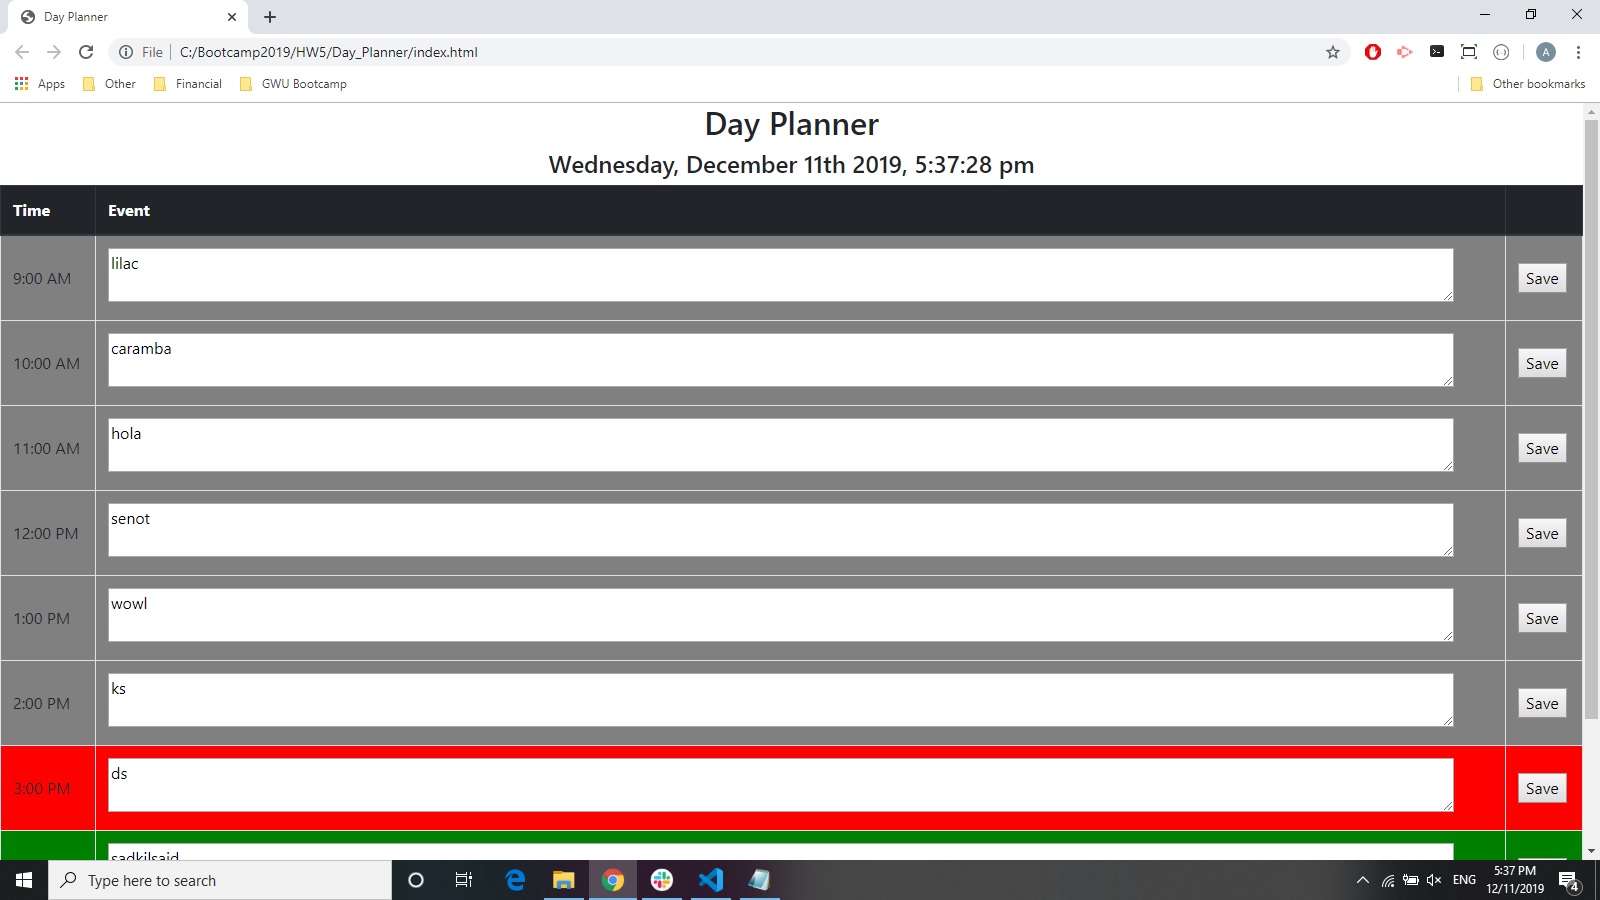 Day Planner
File
C:/Bootcamp2019/HW5/Day_Planner/index.html
A
Apps
Other
Financial
GWU Bootcamp
Other bookmarks
Day Planner
Wednesday, December 11th 2019, 5:37:28 pm
Time Event
9:00 AM lilac Save
10:00 AM caramba Save
11:00 AM hola Save
12:00 PM senot Save
1:00 PM wowl Save
2:00 PM ks Save
3:00 PM ds Save
sadkilsaid
Type here to search
ENG
5:37 PM
12/11/2019
4